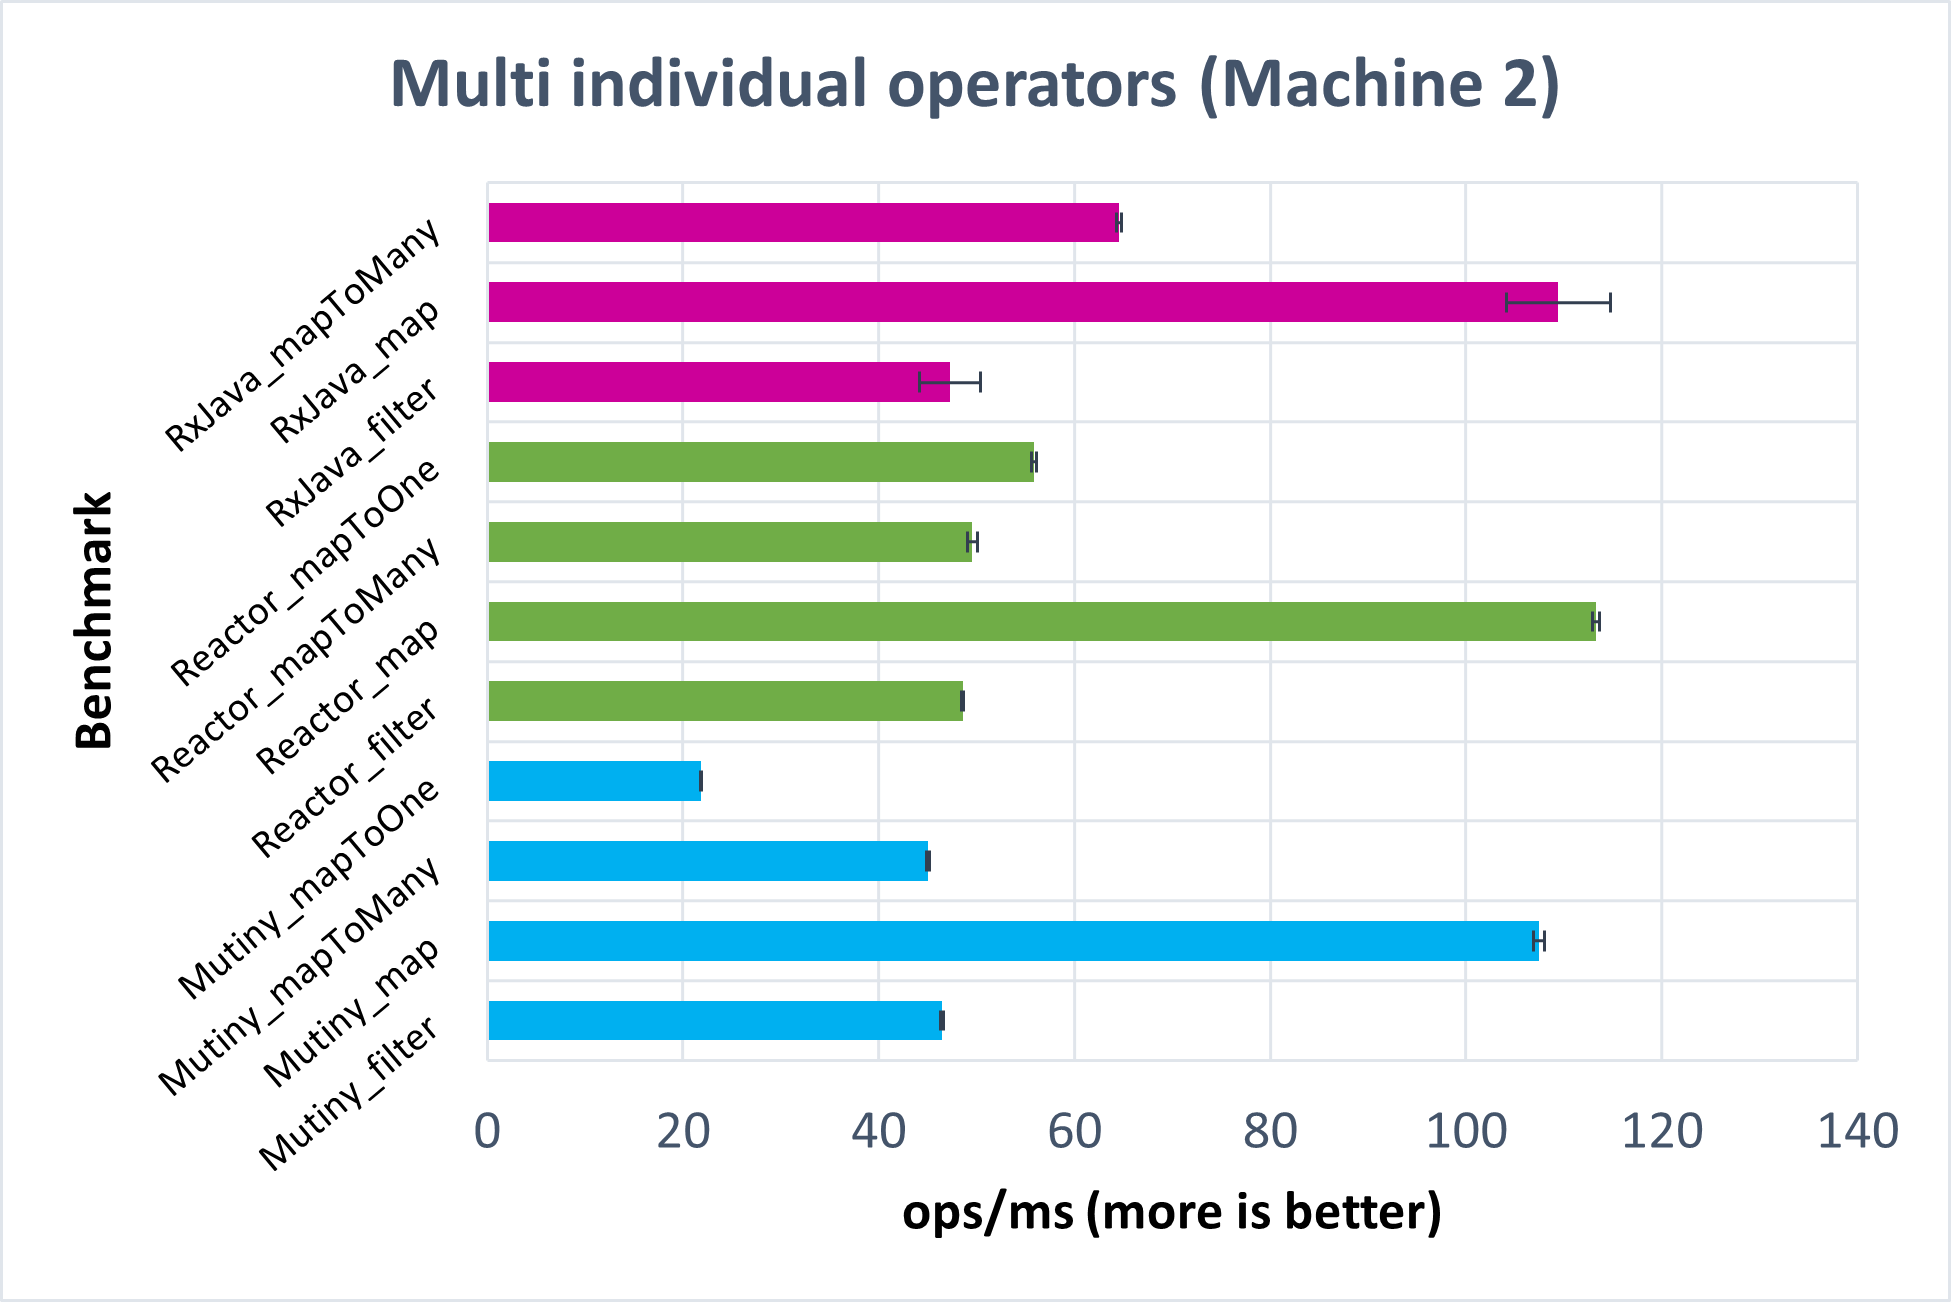 Multi individual operators (Machine 2)
Benchmark
RxJava_mapToMany
RxJava_map
RxJava_filter
Reactor_mapToOne
Reactor_mapToMany
Reactor_map
Reactor_filter
Mutiny_mapToOne
Mutiny_mapToMany
Mutiny_map
Mutiny_filter
0 20 40 60 80 100 120 140
ops/ms (more is better)